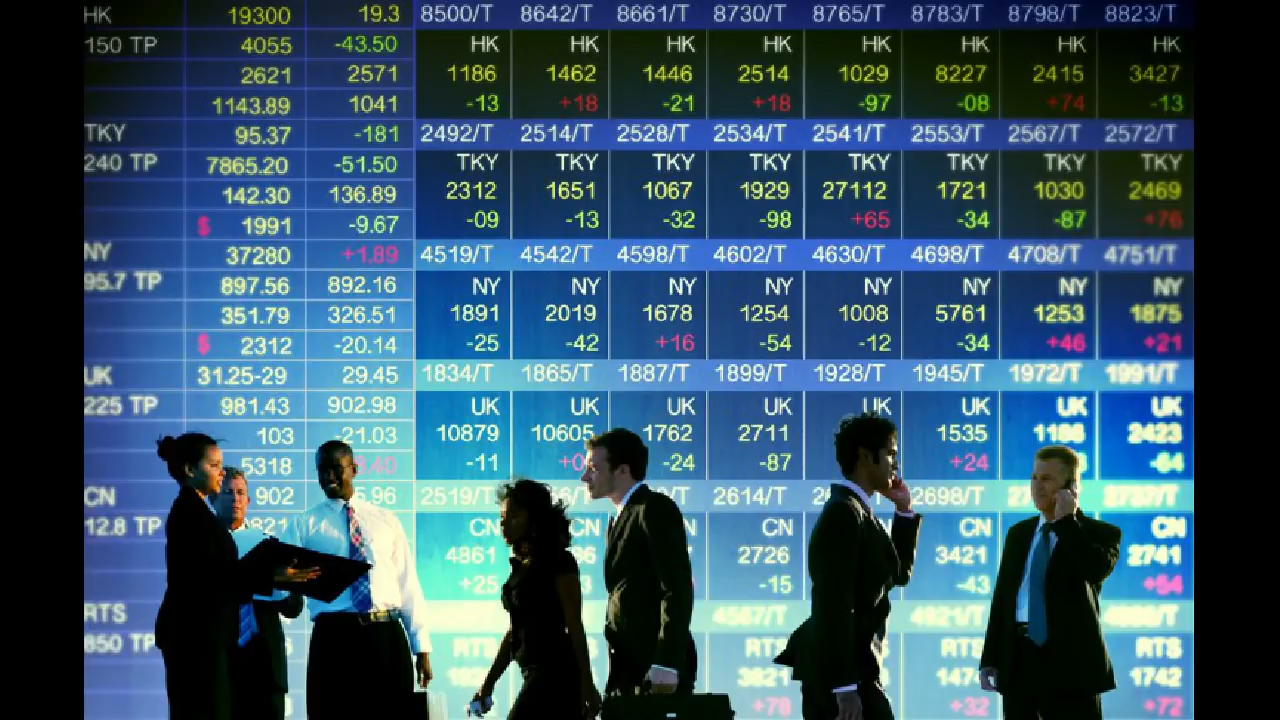 HK 19300 19.3 8500/T 8642/T 8661/T 8730/T 8765/T 8783/T 8798/T 8823/T
150 TP 4055 -43.50 HK HK HK HK HK HK HK HK
2621 2571 1186 1462 1446 2514 1029 8227 2415 3427
1143.89 1041 -13 +18 -21 +18 -97 -08 +74 -13
TKY 95.37 -181 2492/T 2514/T 2528/T 2534/T 2541/T 2553/T 2567/T 2572/T
240 TP 7865.20 -51.50 TKY TKY TKY TKY TKY TKY TKY TKY
142.30 136.89 2312 1651 1067 1929 27112 1721 1030 2469
$ 1991 -9.67 -09 -13 -32 -98 +65 -34 -87 +76
NY 37280 +1.89 4519/T 4542/T 4598/T 4602/T 4630/T 4698/T 4708/T 4751/T
95.7 TP 897.56 892.16 NY NY NY NY NY NY NY NY
351.79 326.51 1891 2019 1678 1254 1008 5761 1253 1875
$ 2312 -20.14 -25 -42 +16 -54 -12 -34 +46 +21
UK 31.25-29 29.45 1834/T 1865/T 1887/T 1899/T 1928/T 1945/T 1972/T 1991/T
225 TP 981.43 902.98 UK UK UK UK UK UK UK UK
103 -21.03 10879 10605 1762 2711 1535 1186 2423
5318 -11 -24 -87 +24 -64
CN 902 2519/T 2614/T 2698/T 2737/T
12.8 TP CN CN CN CN
4861 2726 3421 2741
+25 -15 -43 +54
RTS 4587/T 4921/T
850 TP RTS RTS RTS RTS
3821 1742
+78 +32 +72